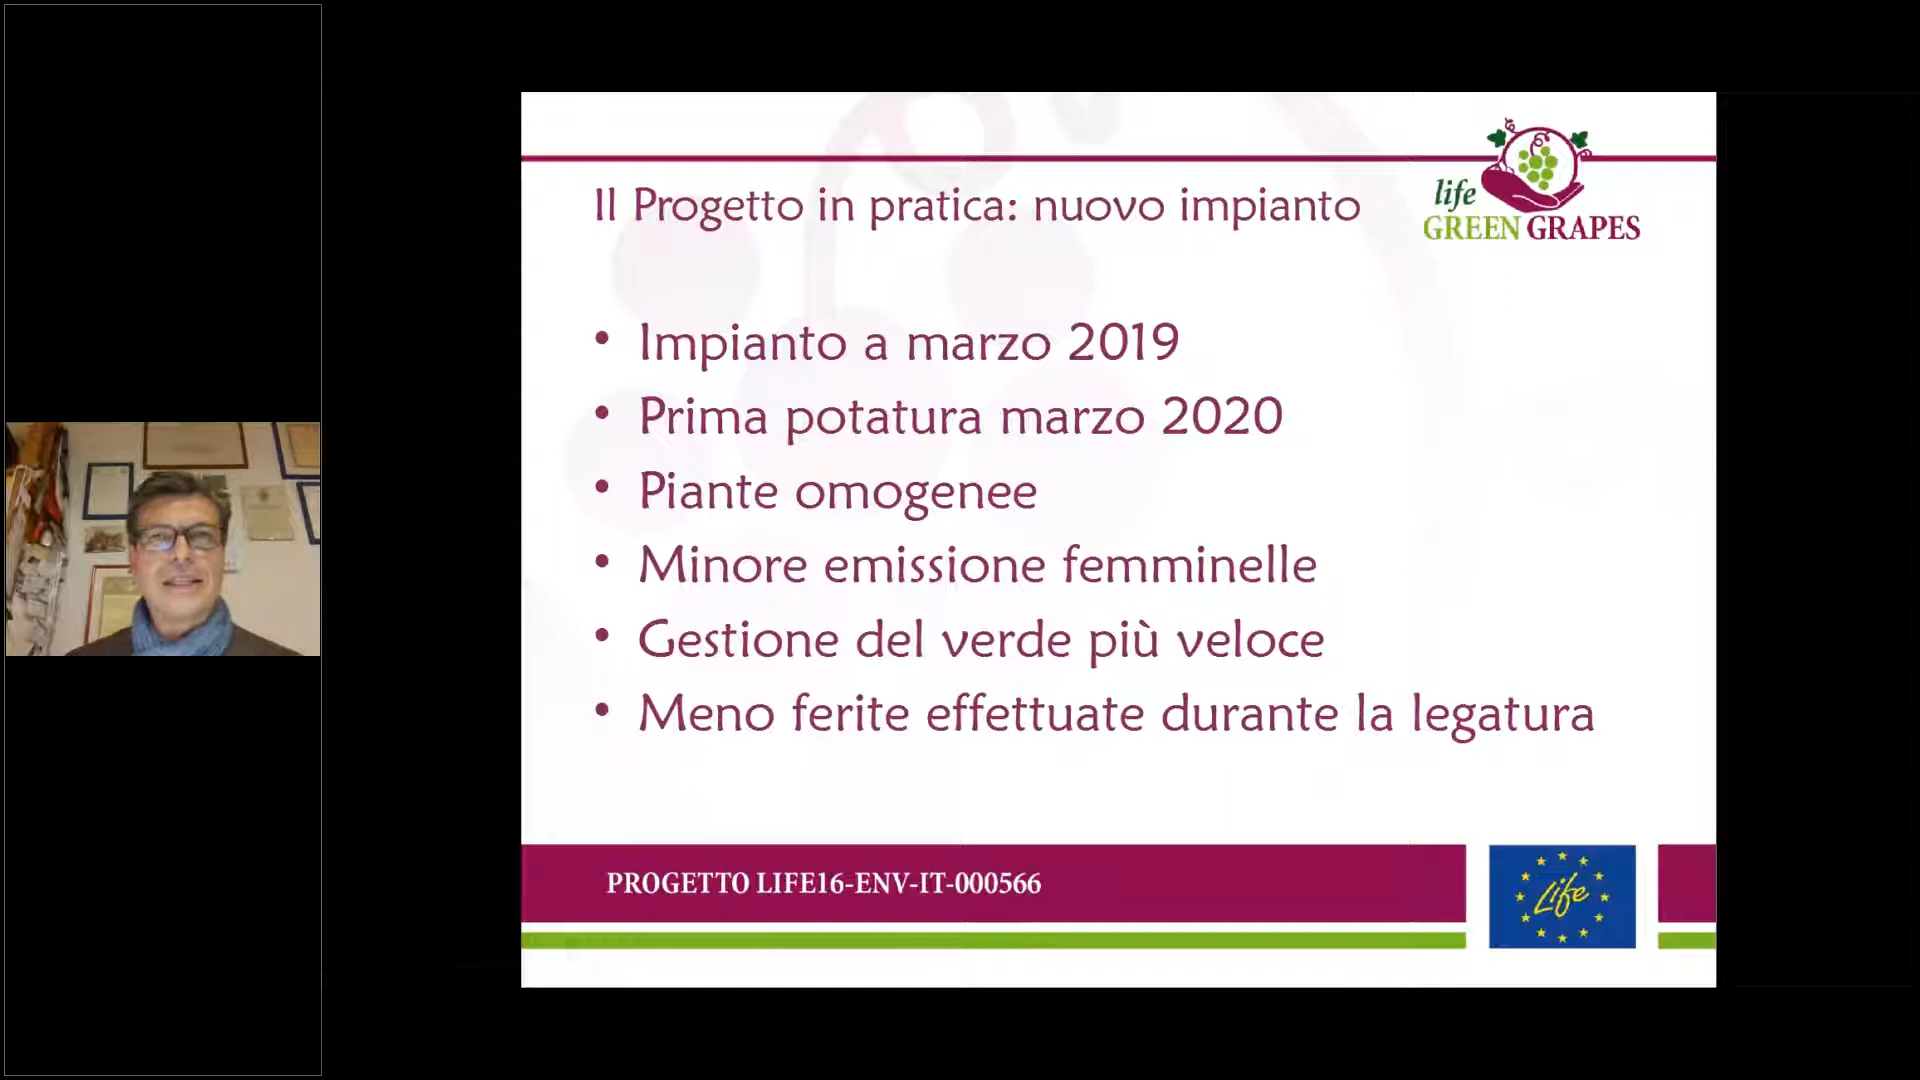 Il Progetto in pratica: nuovo impianto
life
GREEN GRAPES
• Impianto a marzo 2019
• Prima potatura marzo 2020
• Piante omogenee
• Minore emissione femminelle
• Gestione del verde più veloce
• Meno ferite effettuate durante la legatura
PROGETTO LIFE16-ENV-IT-000566
Life